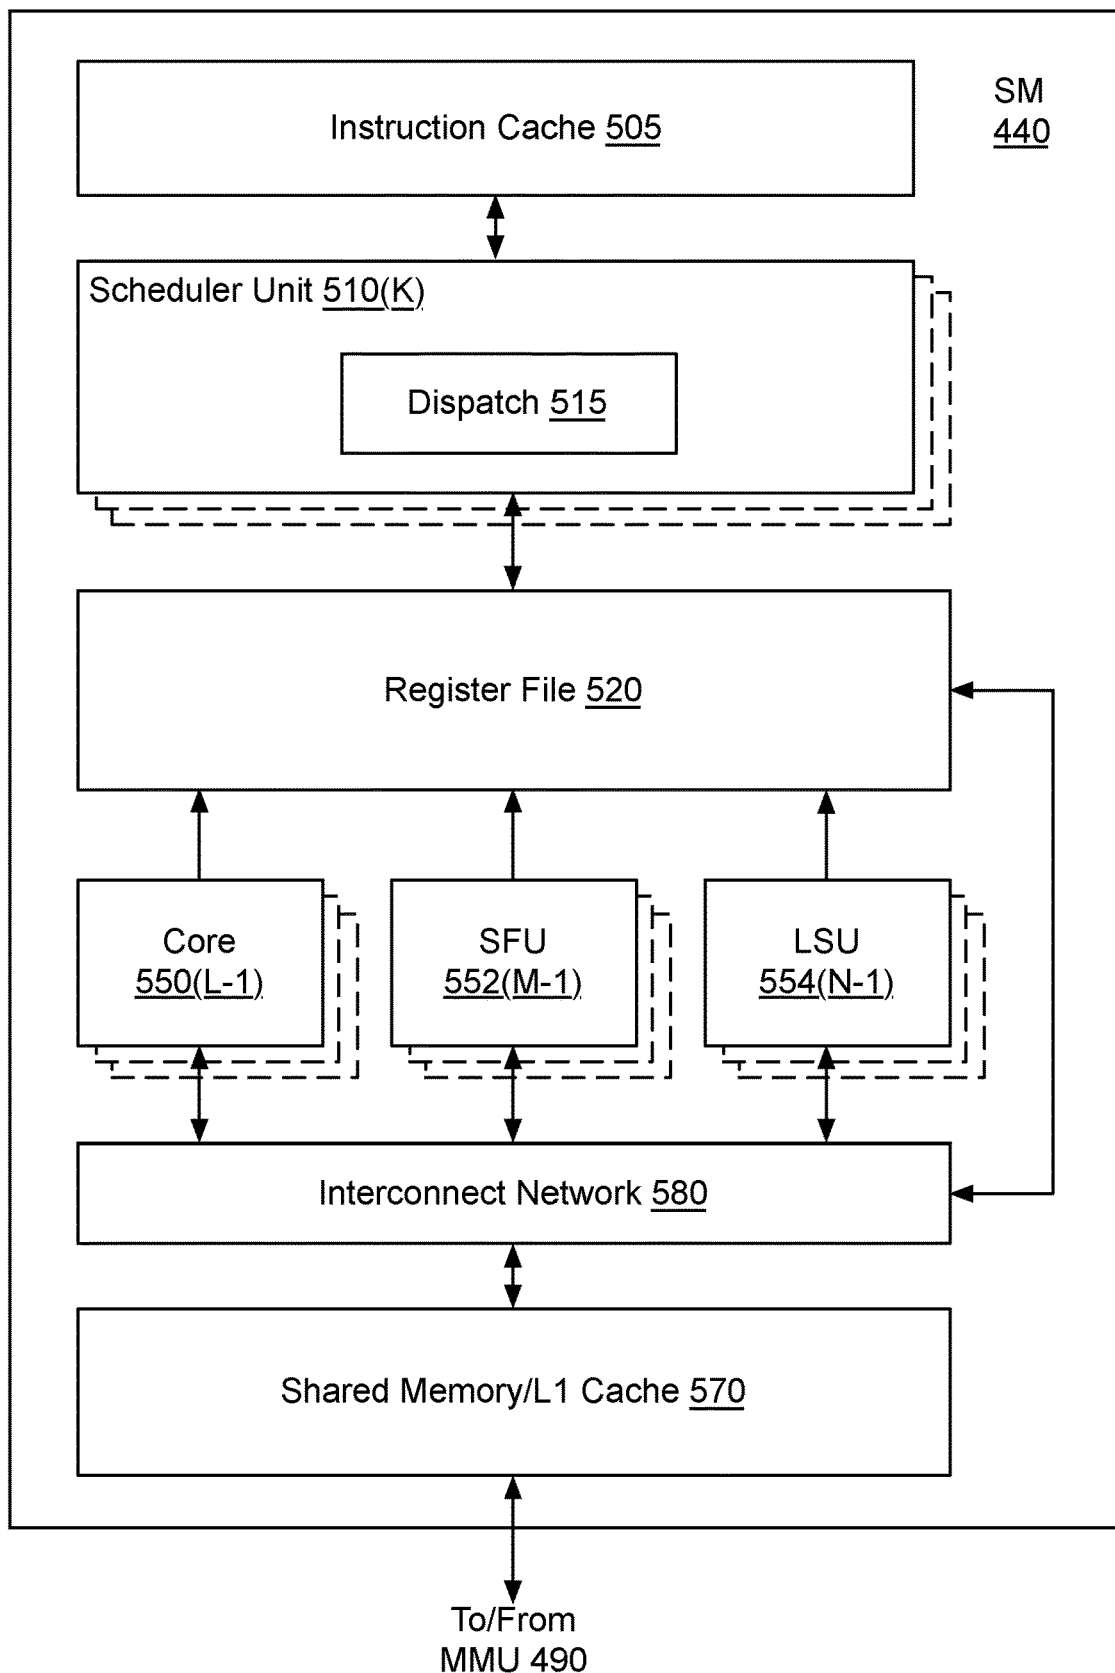 Instruction Cache 505
SM
440
Scheduler Unit 510(K)
Dispatch 515
Register File 520
Core
550(L-1)
SFU
552(M-1)
LSU
554(N-1)
Interconnect Network 580
Shared Memory/L1 Cache 570
To/From
MMU 490